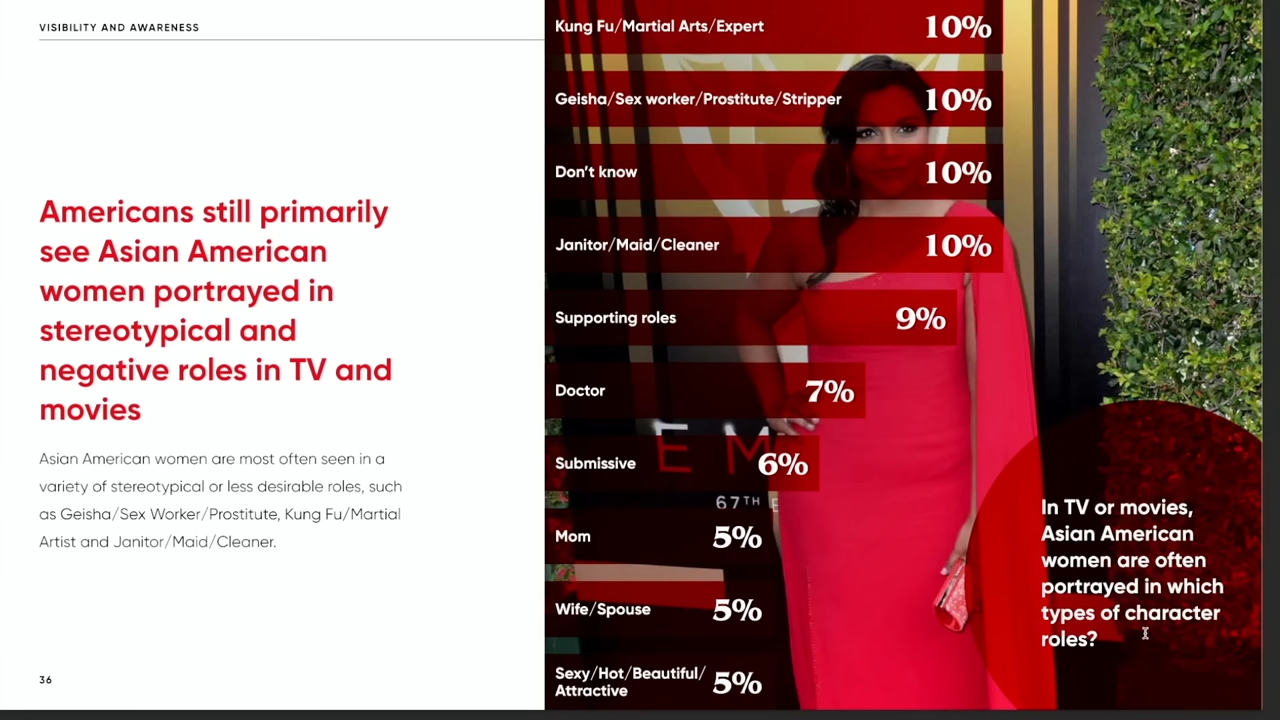 VISIBILITY AND AWARENESS
Americans still primarily
see Asian American
women portrayed in
stereotypical and
negative roles in TV and
movies
Asian American women are most often seen in a
variety of stereotypical or less desirable roles, such
as Geisha/Sex Worker/Prostitute, Kung Fu/Martial
Artist and Janitor/Maid/Cleaner.
36
Kung Fu/Martial Arts/Expert 10%
Geisha/Sex worker/Prostitute/Stripper 10%
Don't know 10%
Janitor/Maid/Cleaner 10%
Supporting roles 9%
Doctor 7%
Submissive 6%
Mom 5%
Wife/Spouse 5%
Sexy/Hot/Beautiful/
Attractive 5%
E M
67TH E
In TV or movies,
Asian American
women are often
portrayed in which
types of character
roles?